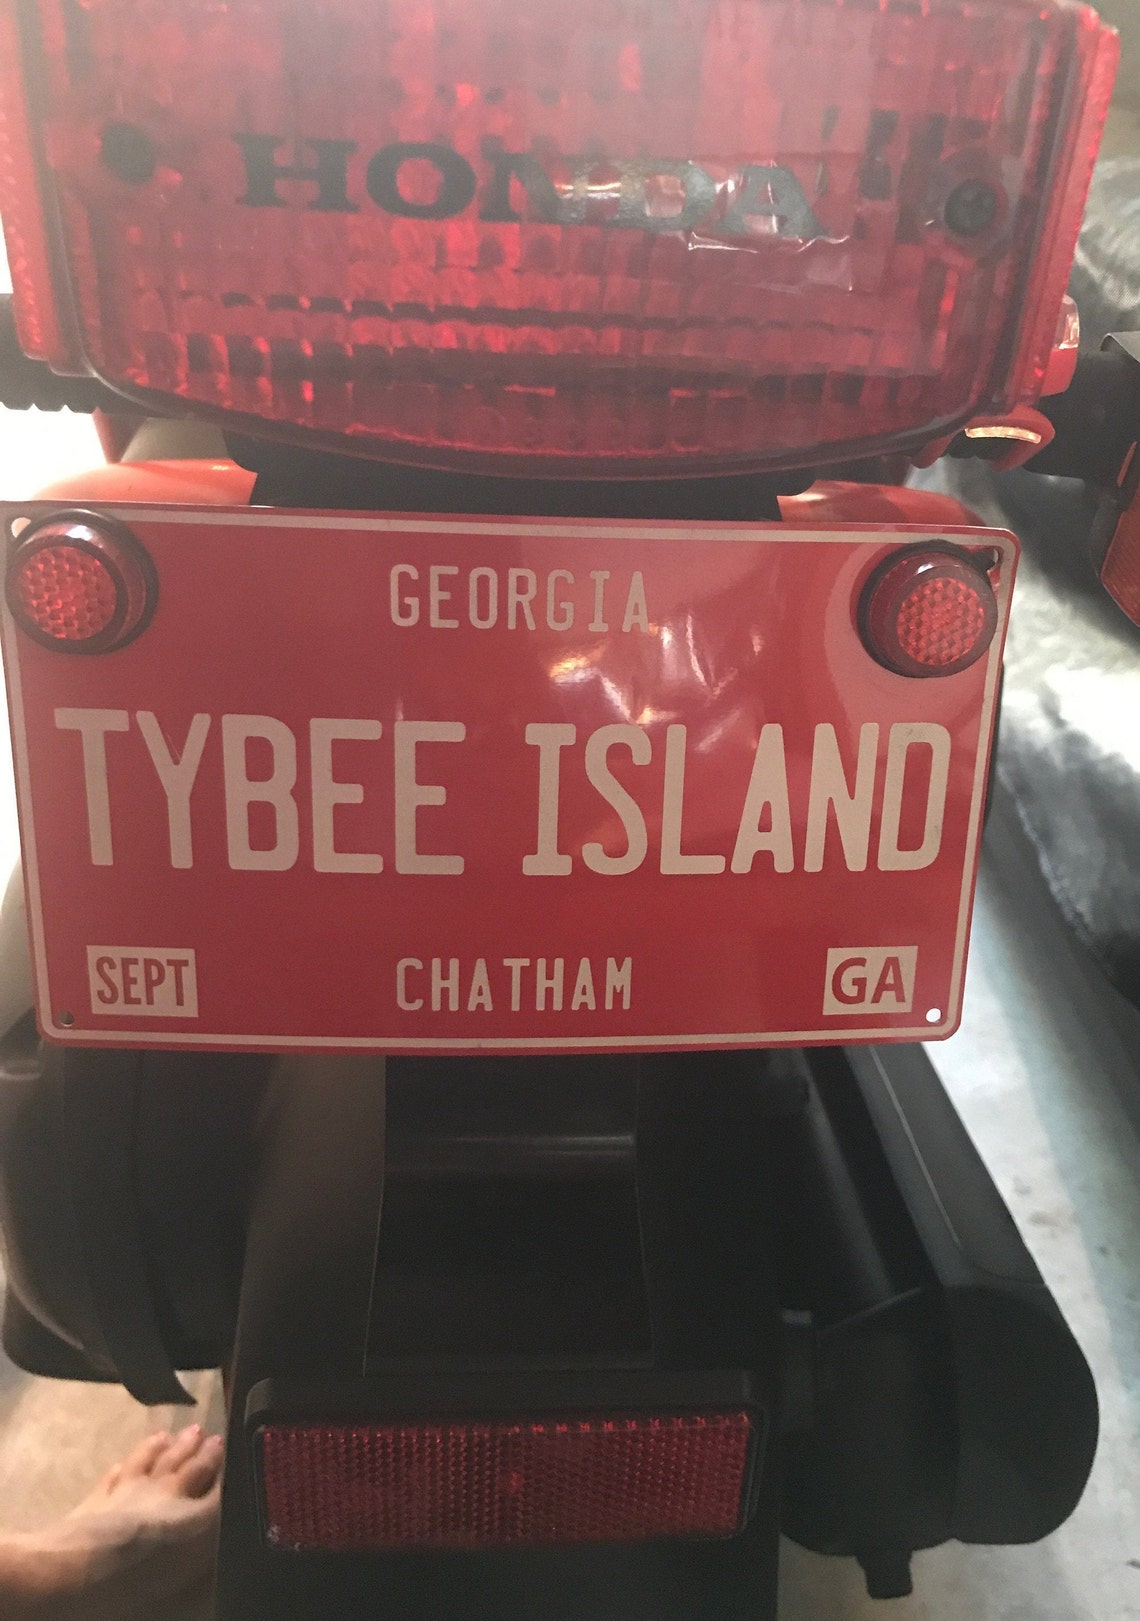 HONDA
GEORGIA
TYBEE ISLAND
SEPT CHATHAM GA